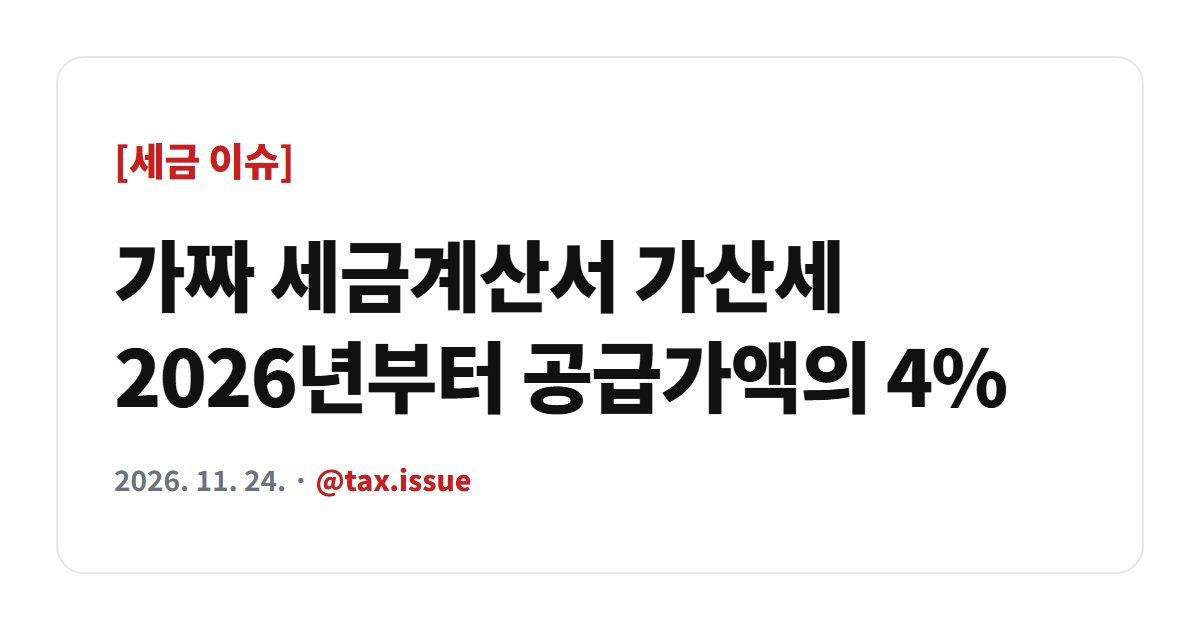 [세금 이슈]
가짜 세금계산서 가산세
2026년부터 공급가액의 4%
2026. 11. 24. · @tax.issue